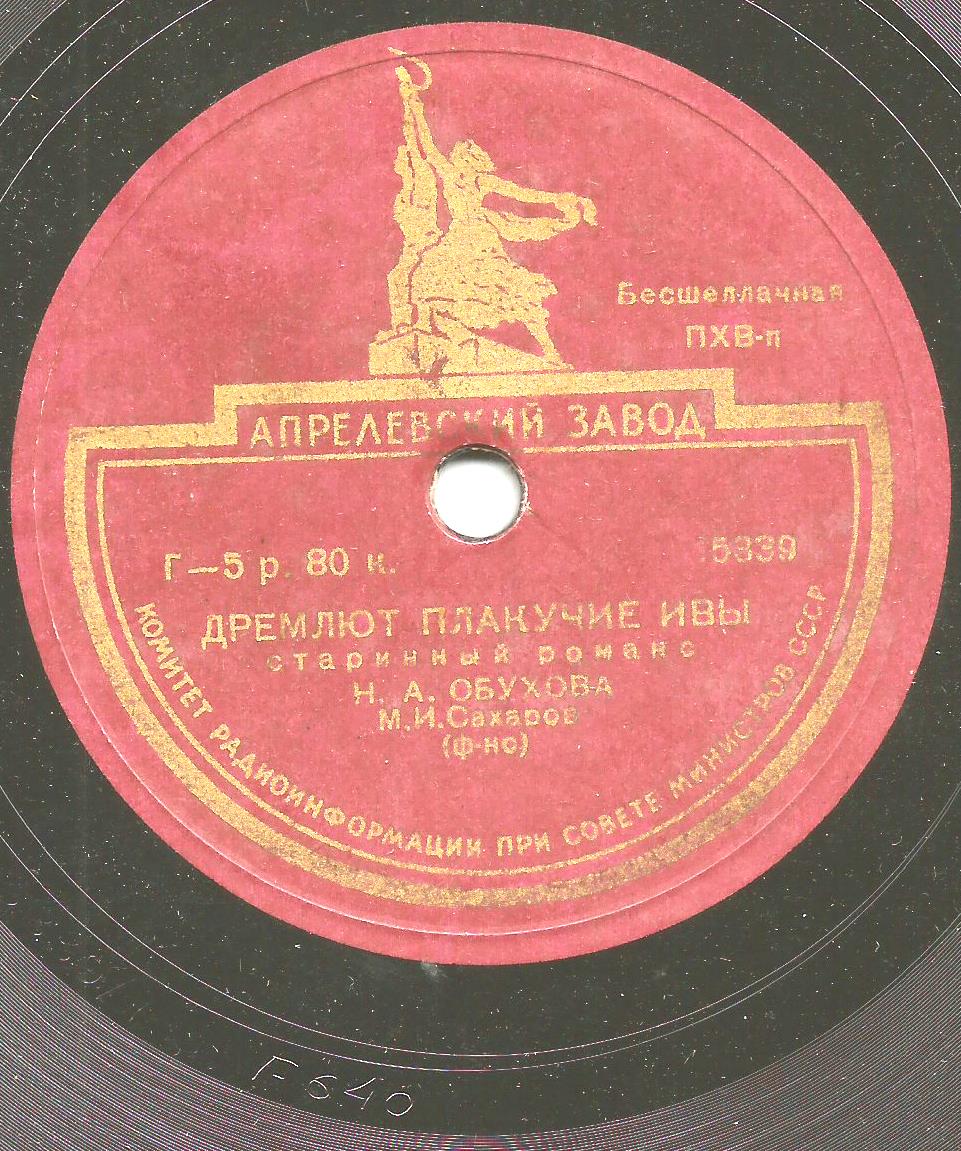 Бесшеллачная
ПХВ-п
АПРЕЛЕВСКИЙ ЗАВОД
Г—5 р. 80 к.
15339
ДРЕМЛЮТ ПЛАКУЧИЕ ИВЫ
старинный романс
Н. А. ОБУХОВА
М.И.Сахаров
(ф-но)
КОМИТЕТ РАДИОИНФОРМАЦИИ ПРИ СОВЕТЕ МИНИСТРОВ СССР
Г-640